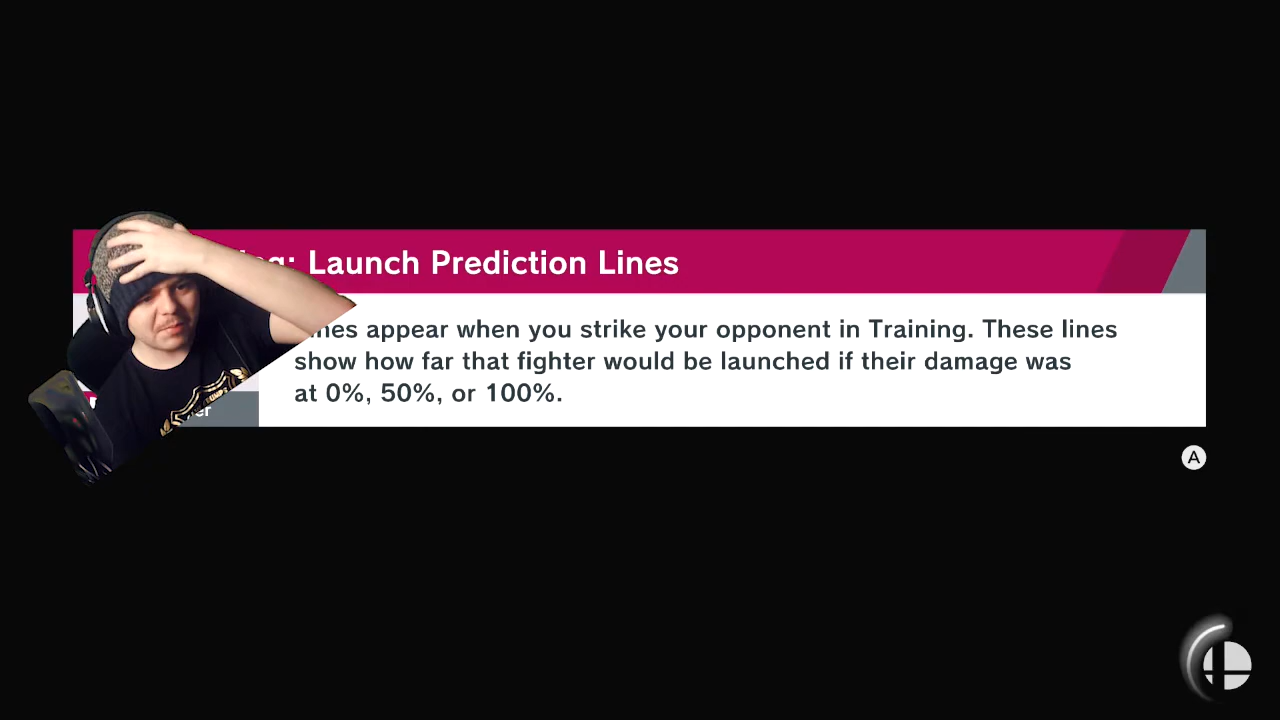 Launch Prediction Lines
appear when you strike your opponent in Training. These lines
show how far that fighter would be launched if their damage was
at 0%, 50%, or 100%.
A